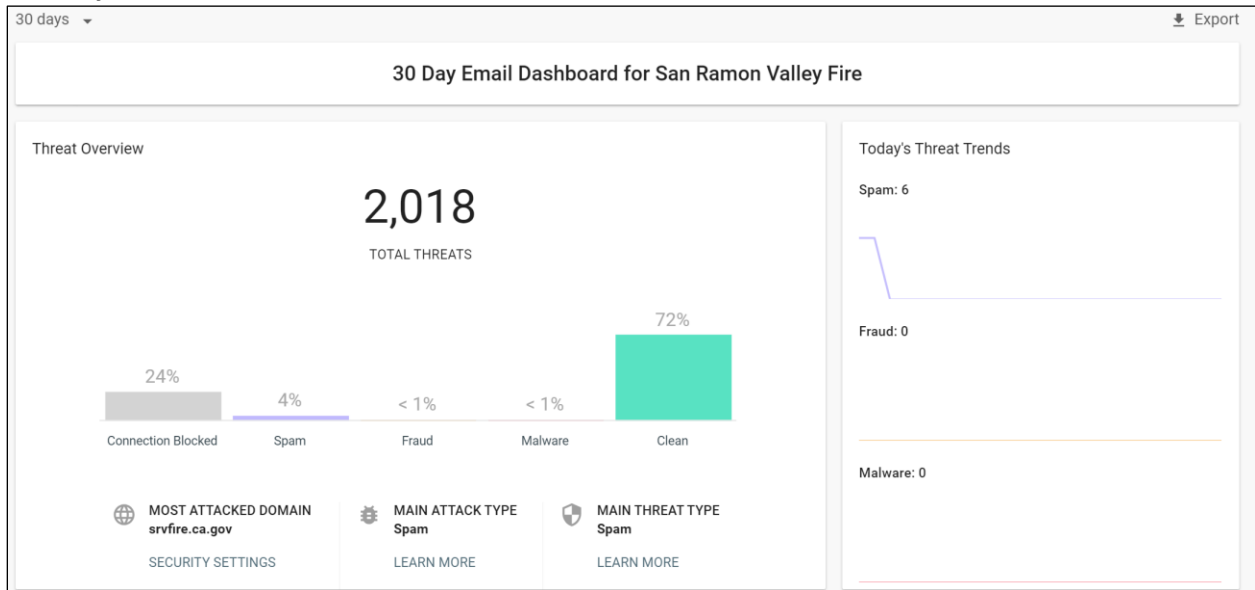 30 days
Export
30 Day Email Dashboard for San Ramon Valley Fire
Threat Overview
2,018
TOTAL THREATS
24%
4%
< 1%
< 1%
72%
Connection Blocked
Spam
Fraud
Malware
Clean
MOST ATTACKED DOMAIN
srvfire.ca.gov
SECURITY SETTINGS
MAIN ATTACK TYPE
Spam
LEARN MORE
MAIN THREAT TYPE
Spam
LEARN MORE
Today's Threat Trends
Spam: 6
Fraud: 0
Malware: 0